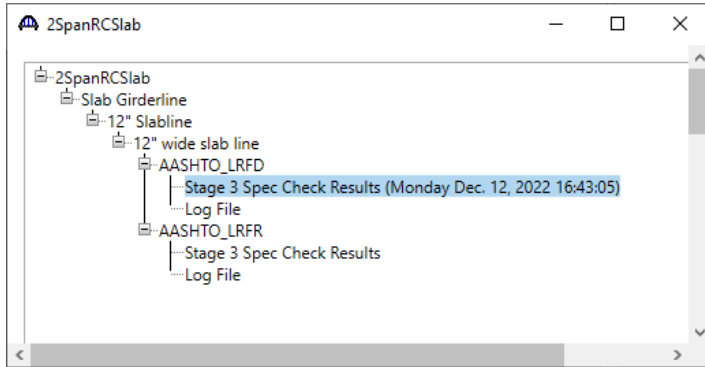 2SpanRCSlab
2SpanRCSlab
Slab Girderline
12" Slabline
12" wide slab line
AASHTO_LRFD
Stage 3 Spec Check Results (Monday Dec. 12, 2022 16:43:05)
Log File
AASHTO_LRFR
Stage 3 Spec Check Results
Log File